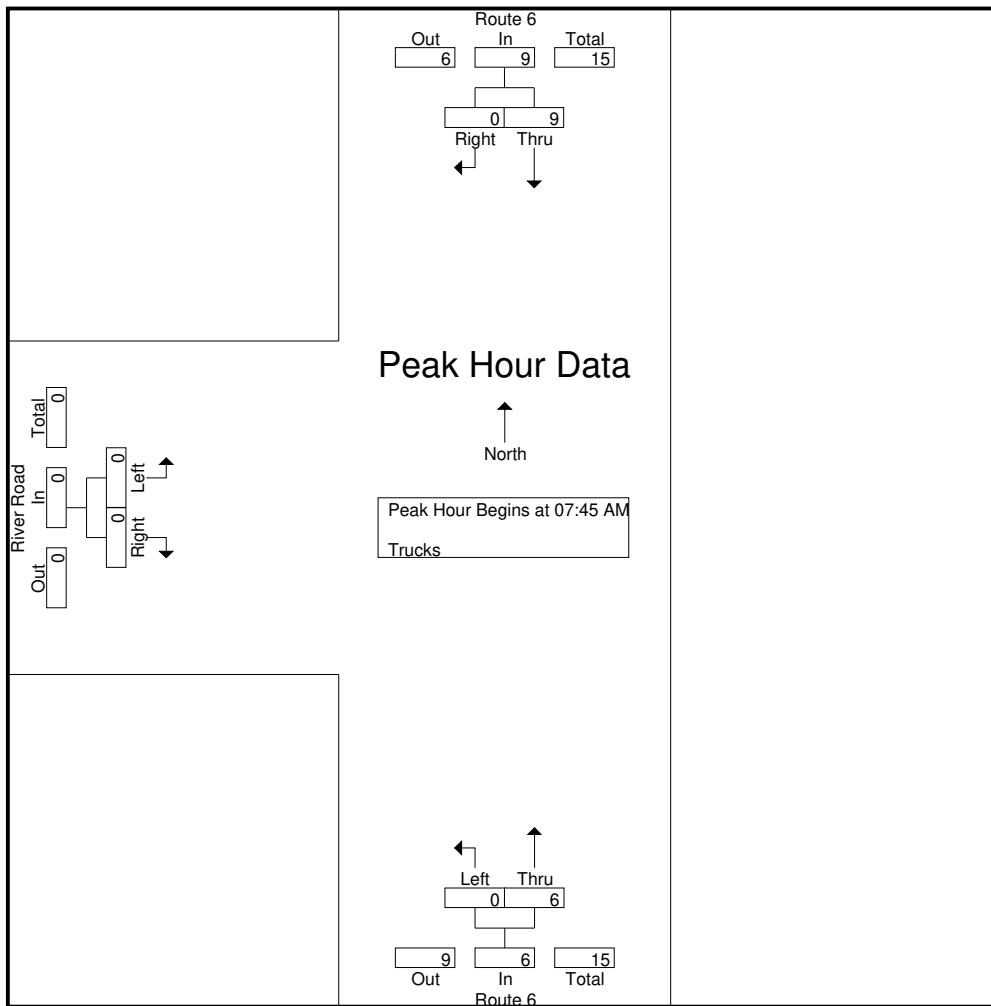 Route 6
Out In Total
6 9 15
0 9
Right Thru
Peak Hour Data
North
Peak Hour Begins at 07:45 AM
Trucks
River Road
Out In Total
0 0 0
0 0
Right Left
Left Thru
0 6
9 6 15
Out In Total
Route 6